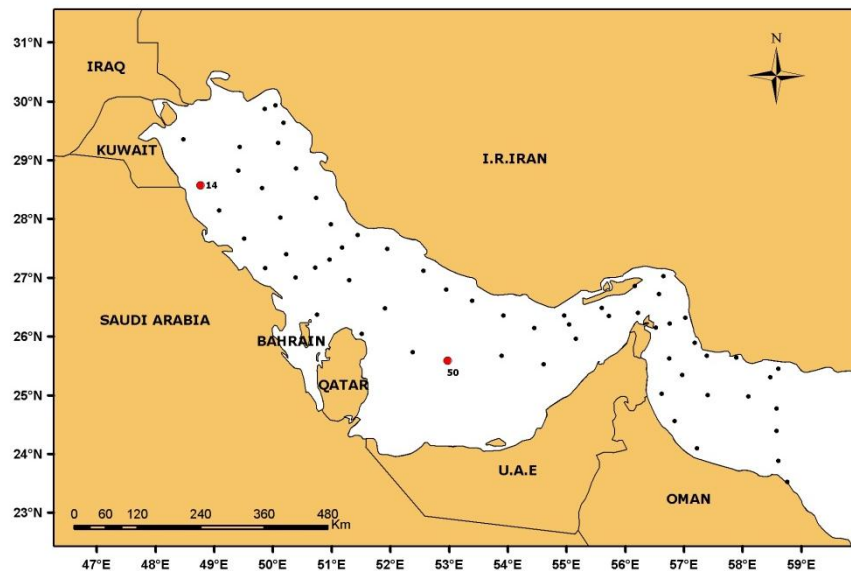 N
31°N
IRAQ
30°N
29°N
KUWAIT
I.R.IRAN
14
28°N
27°N
SAUDI ARABIA
26°N
BAHRAIN
50
QATAR
25°N
24°N
U.A.E
OMAN
23°N
0 60 120 240 360 480
Km
47°E 48°E 49°E 50°E 51°E 52°E 53°E 54°E 55°E 56°E 57°E 58°E 59°E